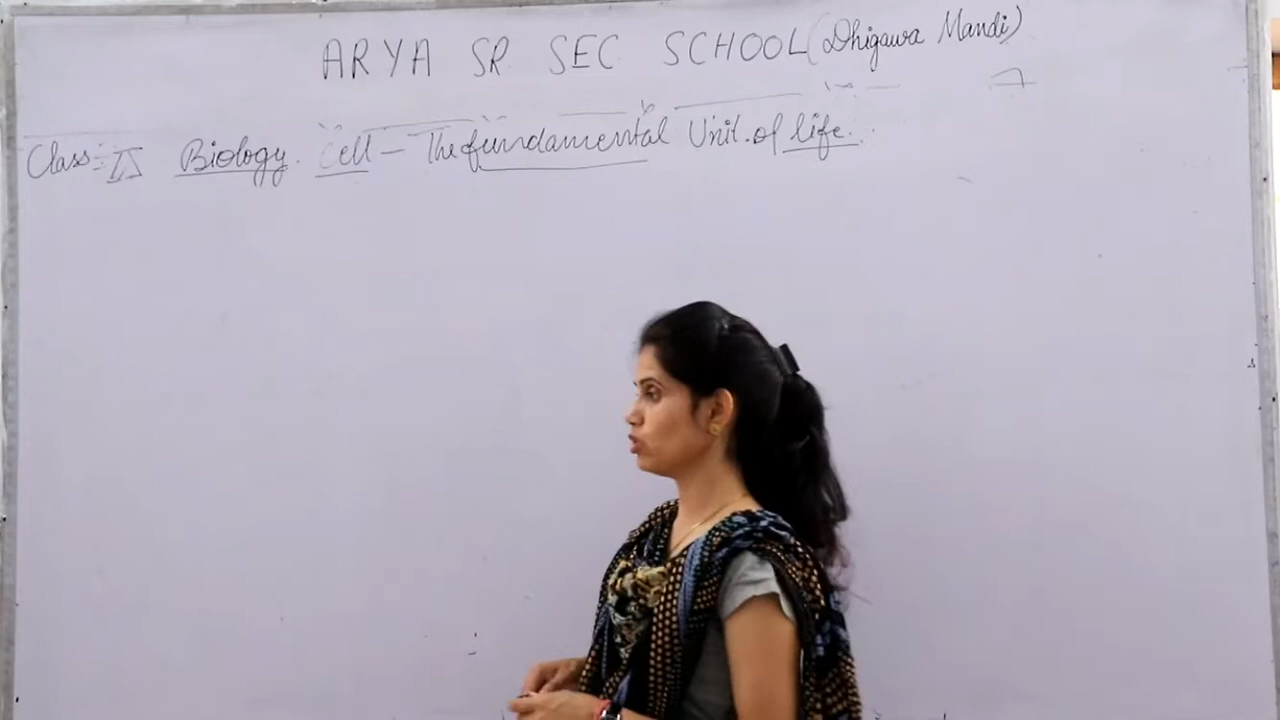 ARYA SR SEC SCHOOL (Dhigawa Mandi)
Class:- IX Biology. Cell - The fundamental Unit of life.